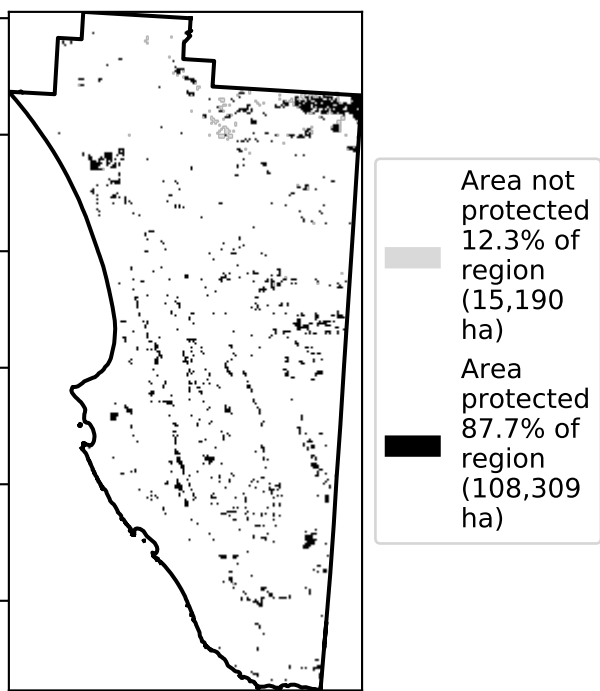 Area not
protected
12.3% of
region
(15,190
ha)
Area
protected
87.7% of
region
(108,309
ha)